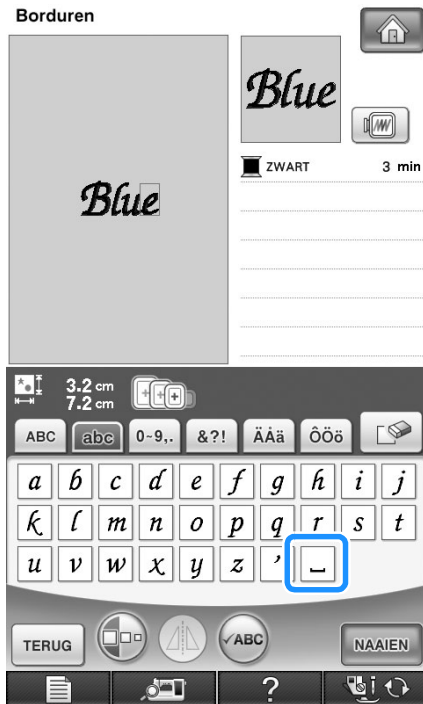 Borduren
Blue
Blue
ZWART 3 min
3.2 cm
7.2 cm
ABC abc 0~9,. &?! ÄÅä ÔÖö
a b c d e f g h i j
k l m n o p q r s t
u v w x y z ’ ⎵
TERUG ✓ABC NAAIEN
?